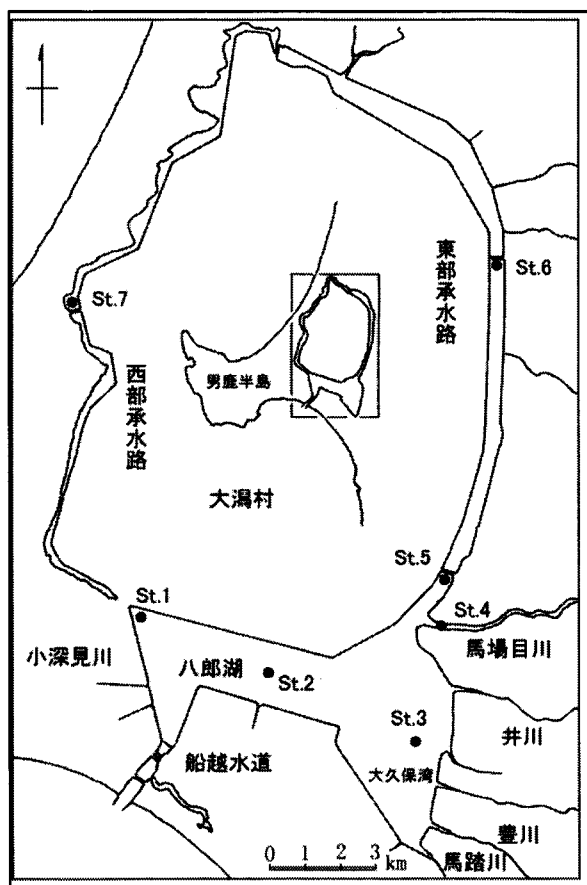 St.6
東部承水路
St.7
男鹿半島
西部承水路
大潟村
St.5
St.1
St.4
小深見川
八郎湖
馬場目川
St.2
St.3
井川
船越水道
大久保湾
豊川
0 1 2 3
km
馬踏川